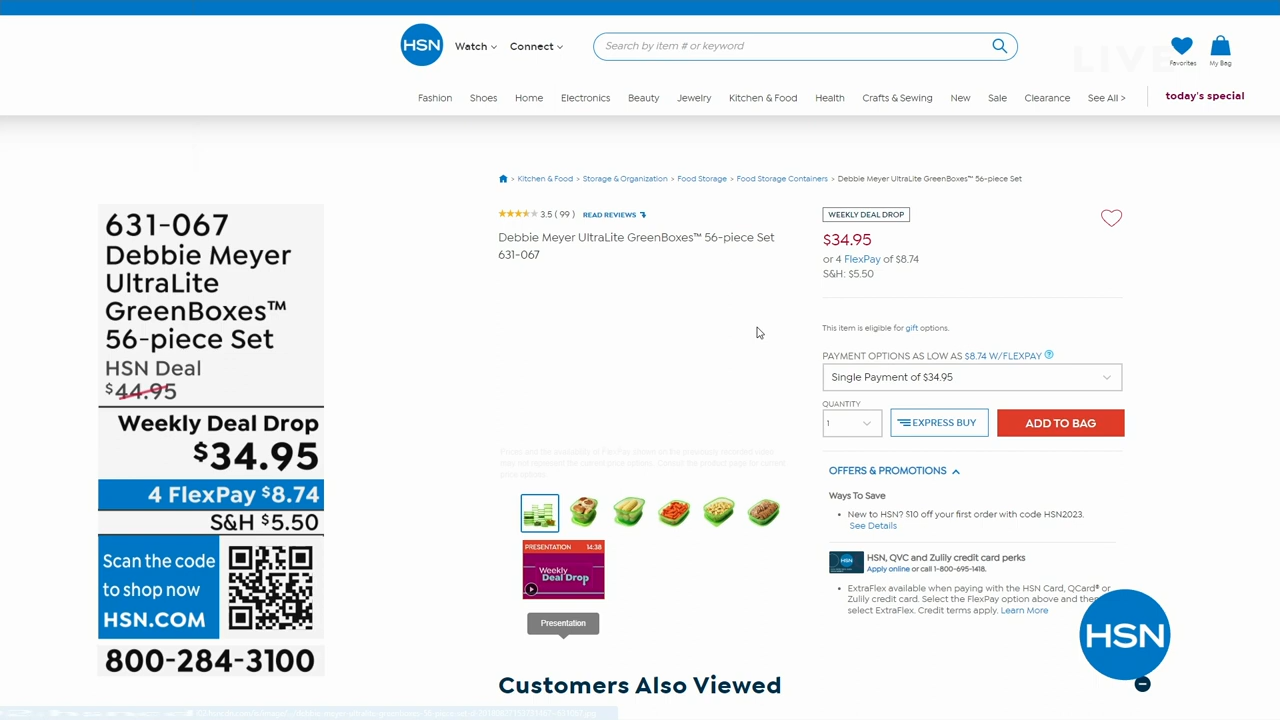 HSN
Watch
Connect
Search by item # or keyword
LIVE
Favorites
My Bag
Fashion
Shoes
Home
Electronics
Beauty
Jewelry
Kitchen & Food
Health
Crafts & Sewing
New
Sale
Clearance
See All >
today's special
> Kitchen & Food > Storage & Organization > Food Storage > Food Storage Containers > Debbie Meyer UltraLite GreenBoxes™ 56-piece Set
631-067
Debbie Meyer
UltraLite
GreenBoxes™
56-piece Set
HSN Deal
$44.95
Weekly Deal Drop
$34.95
4 FlexPay $8.74
S&H $5.50
Scan the code
to shop now
HSN.COM
800-284-3100
3.5 ( 99 ) READ REVIEWS
Debbie Meyer UltraLite GreenBoxes™ 56-piece Set
631-067
PRESENTATION 14:38
Weekly
Deal Drop
Presentation
WEEKLY DEAL DROP
$34.95
or 4 FlexPay of $8.74
S&H: $5.50
This item is eligible for gift options.
PAYMENT OPTIONS AS LOW AS $8.74 W/FLEXPAY ?
Single Payment of $34.95
QUANTITY
1
EXPRESS BUY
ADD TO BAG
OFFERS & PROMOTIONS
Ways To Save
New to HSN? $10 off your first order with code HSN2023.
See Details
HSN
HSN, QVC and Zulily credit card perks
Apply online or call 1-800-695-1418.
ExtraFlex available when paying with the HSN Card, QCard® or
Zulily credit card. Select the FlexPay option above and then
select ExtraFlex. Credit terms apply. Learn More
HSN
Customers Also Viewed